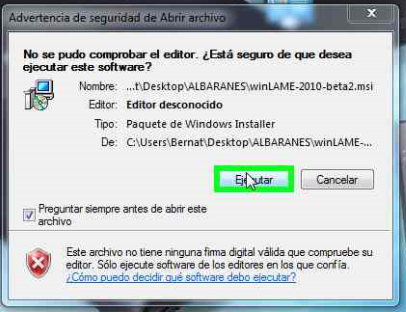 Advertencia de seguridad de Abrir archivo
x
No se pudo comprobar el editor. ¿Está seguro de que desea
ejecutar este software?
Nombre: ...t\Desktop\ALBARANES\winLAME-2010-beta2.msi
Editor: Editor desconocido
Tipo: Paquete de Windows Installer
De: C:\Users\Bernat\Desktop\ALBARANES\winLAME-...
Ejecutar Cancelar
Preguntar siempre antes de abrir este
archivo
Este archivo no tiene ninguna firma digital válida que compruebe su
editor. Sólo ejecute software de los editores en los que confía.
¿Cómo puedo decidir qué software debo ejecutar?